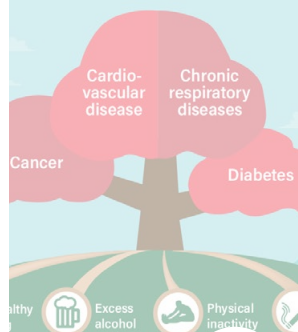 Cardio-
vascular
disease
Chronic
respiratory
diseases
Cancer
Diabetes
Excess
alcohol
Physical
inactivity